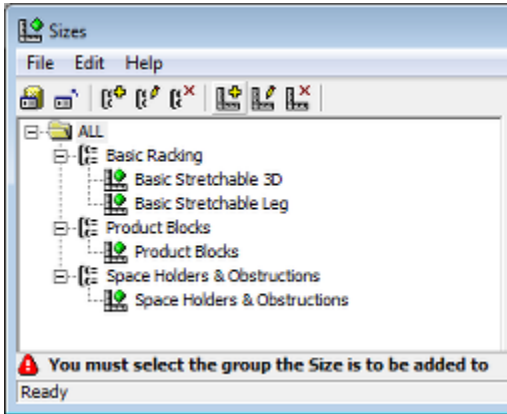 Sizes
File Edit Help
ALL
Basic Racking
Basic Stretchable 3D
Basic Stretchable Leg
Product Blocks
Product Blocks
Space Holders & Obstructions
Space Holders & Obstructions
You must select the group the Size is to be added to
Ready